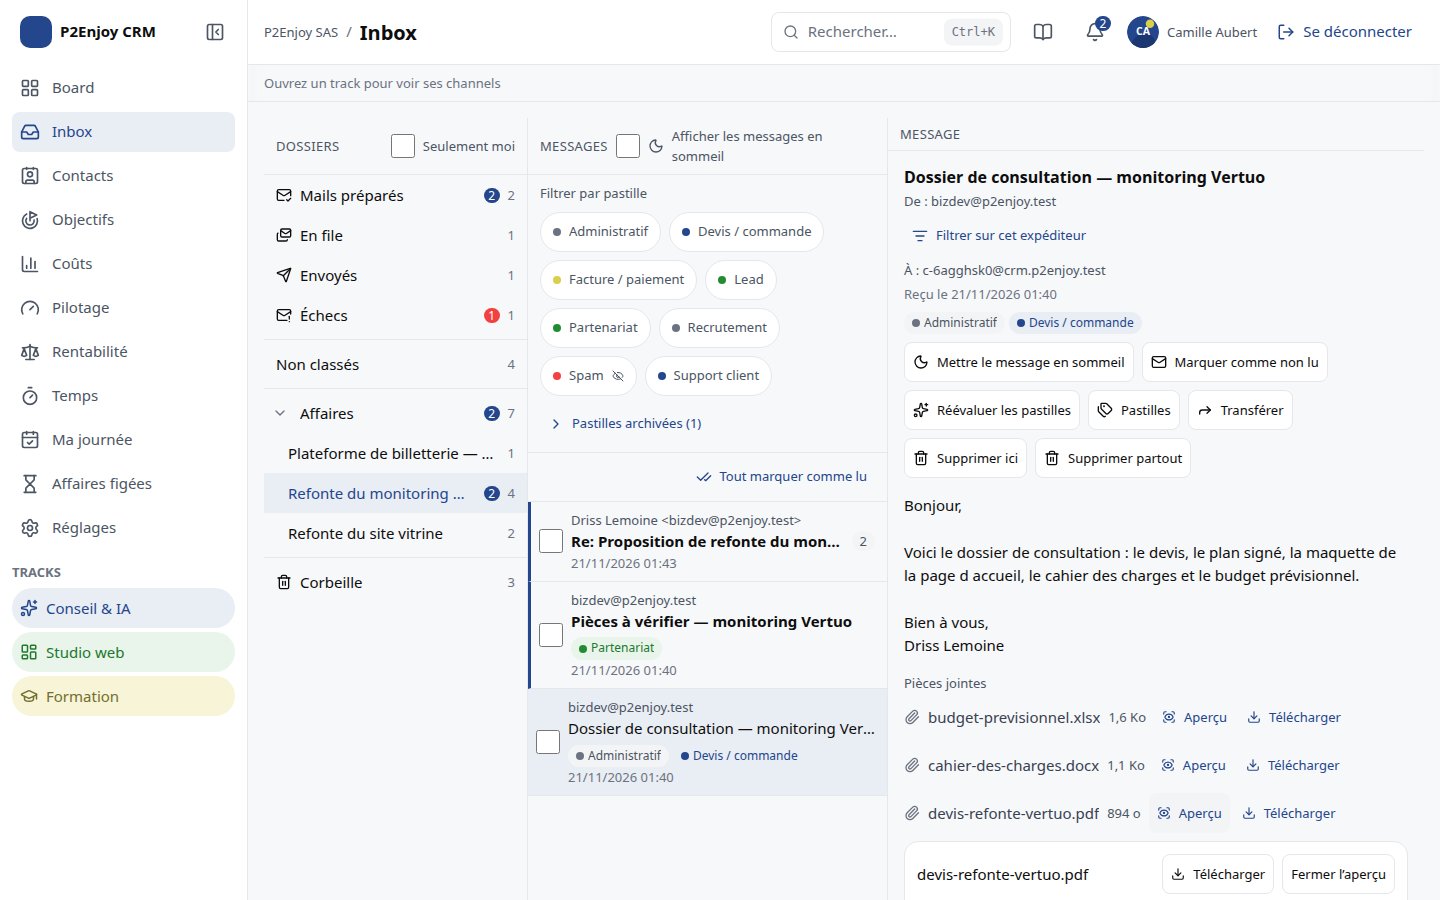 P2Enjoy CRM
Board
Inbox
Contacts
Objectifs
Coûts
Pilotage
Rentabilité
Temps
Ma journée
Affaires figées
Réglages
TRACKS
Conseil & IA
Studio web
Formation
P2Enjoy SAS / Inbox
Rechercher... Ctrl+K
2
CA Camille Aubert
Se déconnecter
Ouvrez un track pour voir ses channels
DOSSIERS Seulement moi
Mails préparés 2 2
En file 1
Envoyés 1
Échecs 1 1
Non classés 4
Affaires 2 7
Plateforme de billetterie — ... 1
Refonte du monitoring ... 2 4
Refonte du site vitrine 2
Corbeille 3
MESSAGES Afficher les messages en
sommeil
Filtrer par pastille
Administratif Devis / commande
Facture / paiement Lead
Partenariat Recrutement
Spam Support client
Pastilles archivées (1)
Tout marquer comme lu
Driss Lemoine <bizdev@p2enjoy.test>
Re: Proposition de refonte du mon... 2
21/11/2026 01:43
bizdev@p2enjoy.test
Pièces à vérifier — monitoring Vertuo
Partenariat
21/11/2026 01:40
bizdev@p2enjoy.test
Dossier de consultation — monitoring Ver...
Administratif Devis / commande
21/11/2026 01:40
MESSAGE
Dossier de consultation — monitoring Vertuo
De : bizdev@p2enjoy.test
Filtrer sur cet expéditeur
À : c-6agghsk0@crm.p2enjoy.test
Reçu le 21/11/2026 01:40
Administratif Devis / commande
Mettre le message en sommeil Marquer comme non lu
Réévaluer les pastilles Pastilles Transférer
Supprimer ici Supprimer partout
Bonjour,
Voici le dossier de consultation : le devis, le plan signé, la maquette de
la page d accueil, le cahier des charges et le budget prévisionnel.
Bien à vous,
Driss Lemoine
Pièces jointes
budget-previsionnel.xlsx 1,6 Ko Aperçu Télécharger
cahier-des-charges.docx 1,1 Ko Aperçu Télécharger
devis-refonte-vertuo.pdf 894 o Aperçu Télécharger
devis-refonte-vertuo.pdf Télécharger Fermer l’aperçu